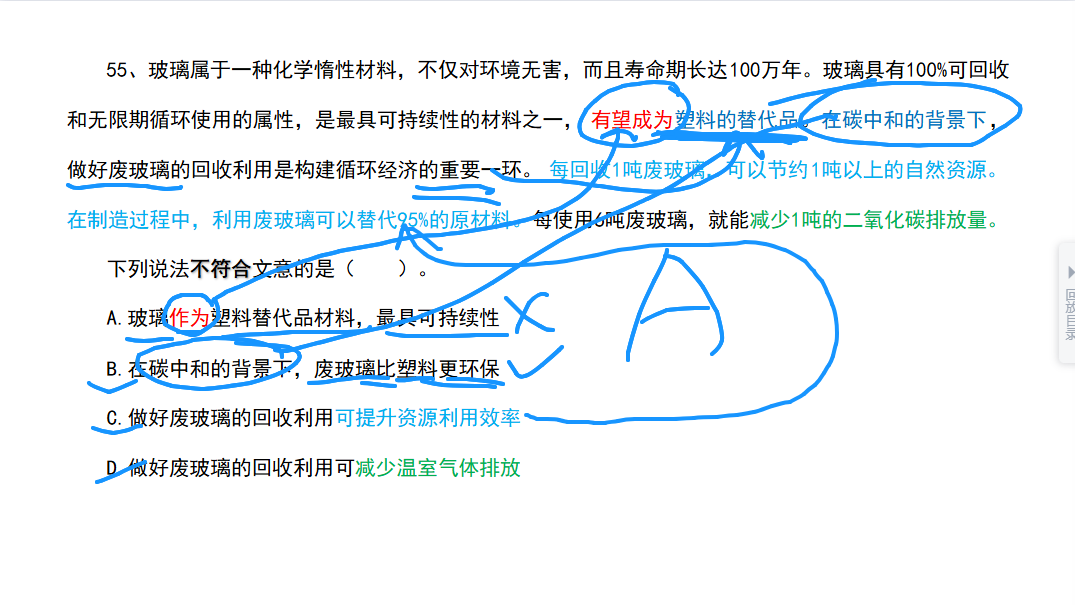 55、玻璃属于一种化学惰性材料，不仅对环境无害，而且寿命期长达100万年。玻璃具有100%可回收
和无限期循环使用的属性，是最具可持续性的材料之一，有望成为塑料的替代品。在碳中和的背景下，
做好废玻璃的回收利用是构建循环经济的重要一环。每回收1吨废玻璃，可以节约1吨以上的自然资源。
在制造过程中，利用废玻璃可以替代95%的原材料。每使用6吨废玻璃，就能减少1吨的二氧化碳排放量。
下列说法不符合文意的是（　　）。
A.玻璃作为塑料替代品材料，最具可持续性
B.在碳中和的背景下，废玻璃比塑料更环保
C.做好废玻璃的回收利用可提升资源利用效率
D.做好废玻璃的回收利用可减少温室气体排放
A
回放目录